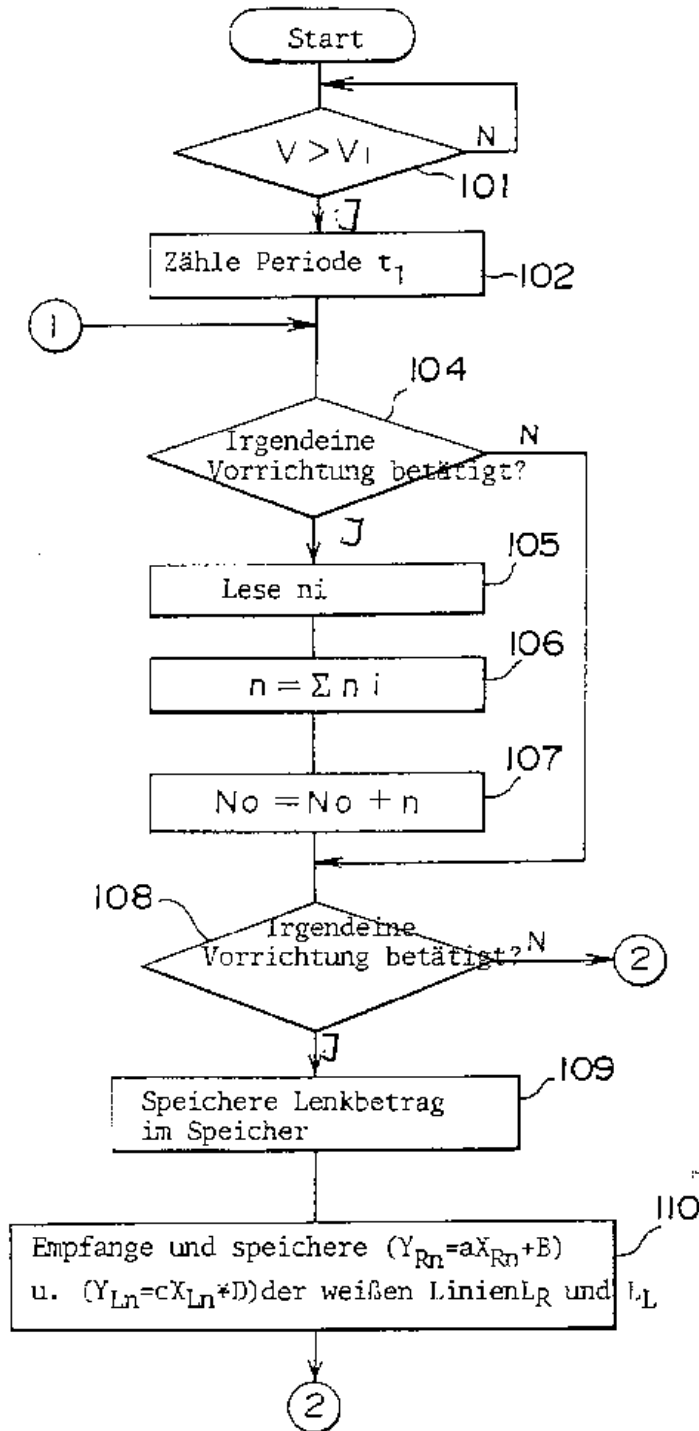 Start
V > V1
N
101
J
Zähle Periode t1
102
1
104
Irgendeine
Vorrichtung betätigt?
N
J
Lese ni
105
n = Σ n i
106
No = No + n
107
108
Irgendeine
Vorrichtung betätigt?
N
2
J
Speichere Lenkbetrag
im Speicher
109
Empfange und speichere (YRn=aXRn+B)
u. (YLn=cXLn+D)der weißen LinienLR und LL
110
2